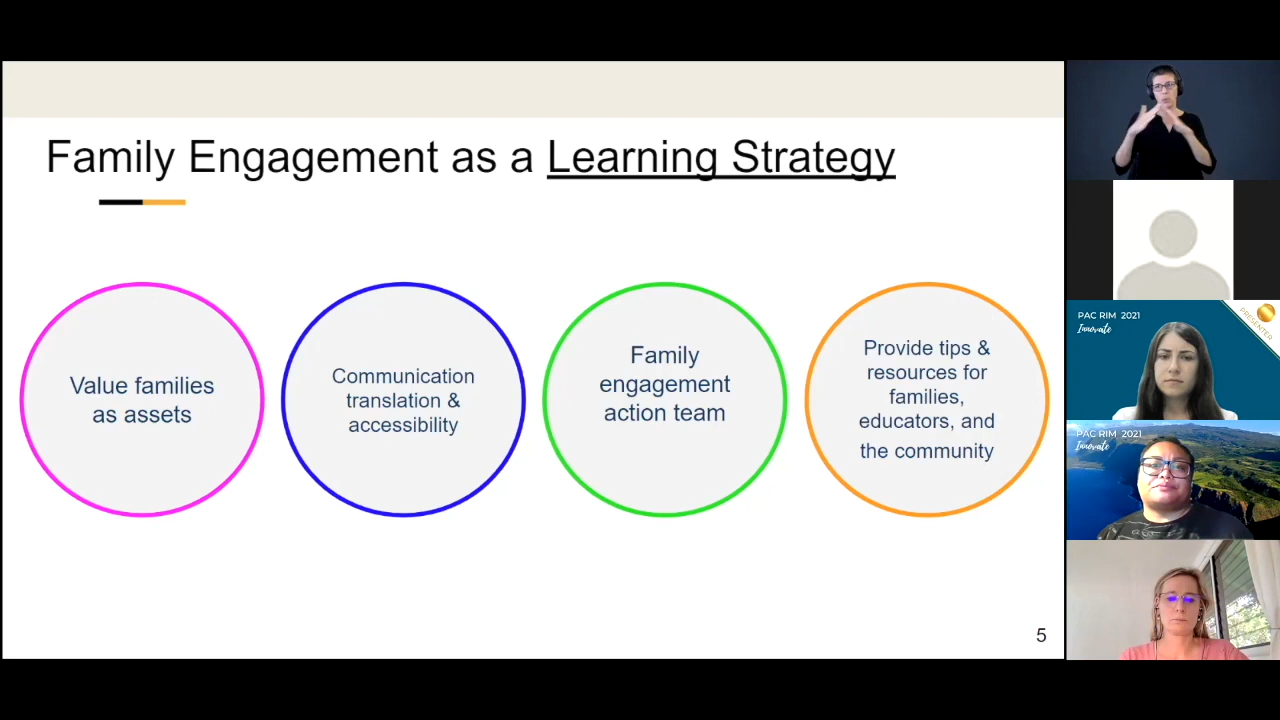 Family Engagement as a Learning Strategy
Value families
as assets
Communication
translation &
accessibility
Family
engagement
action team
Provide tips &
resources for
families,
educators, and
the community
5
PAC RIM 2021
Innovate
PRESENTER
PAC RIM 2021
Innovate